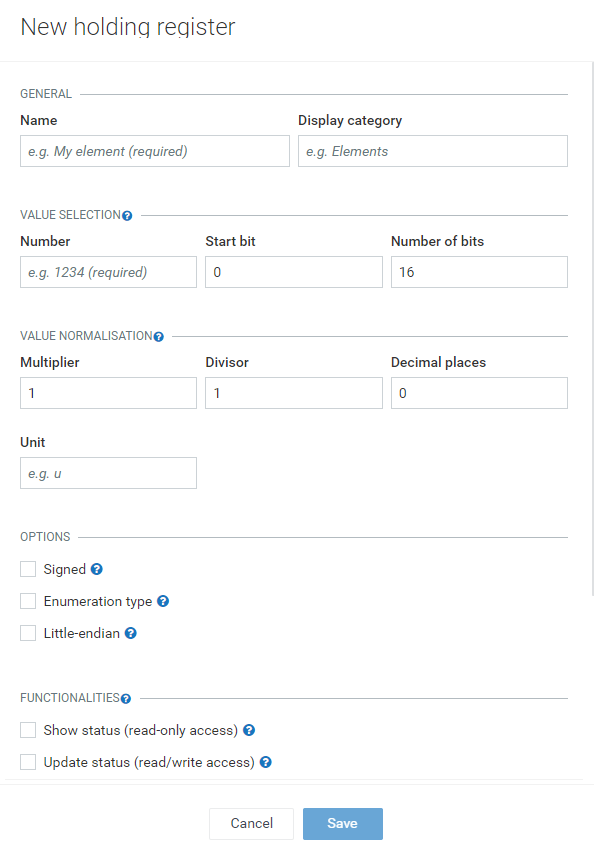 New holding register
GENERAL
Name Display category
e.g. My element (required) e.g. Elements
VALUE SELECTION
Number Start bit Number of bits
e.g. 1234 (required) 0 16
VALUE NORMALISATION
Multiplier Divisor Decimal places
1 1 0
Unit
e.g. u
OPTIONS
Signed
Enumeration type
Little-endian
FUNCTIONALITIES
Show status (read-only access)
Update status (read/write access)
Cancel Save